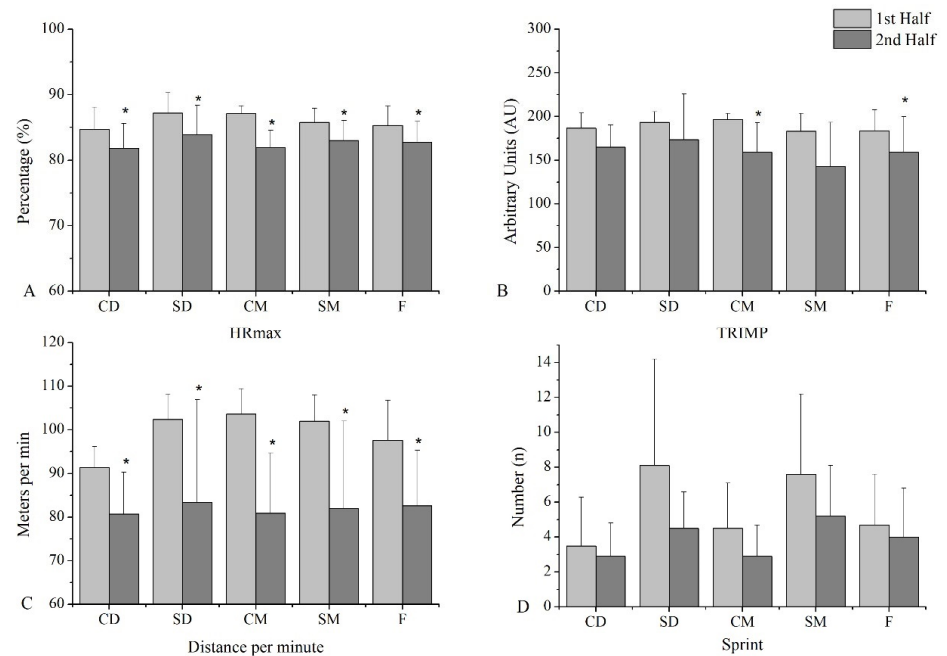 1st Half
2nd Half
A
Percentage (%)
100
90
80
70
60
* * * * *
CD SD CM SM F
HRmax
B
Arbitrary Units (AU)
300
250
200
150
100
50
0
* *
CD SD CM SM F
TRIMP
C
Meters per min
120
110
100
90
80
70
60
* * * * *
CD SD CM SM F
Distance per minute
D
Number (n)
14
12
10
8
6
4
2
0
CD SD CM SM F
Sprint